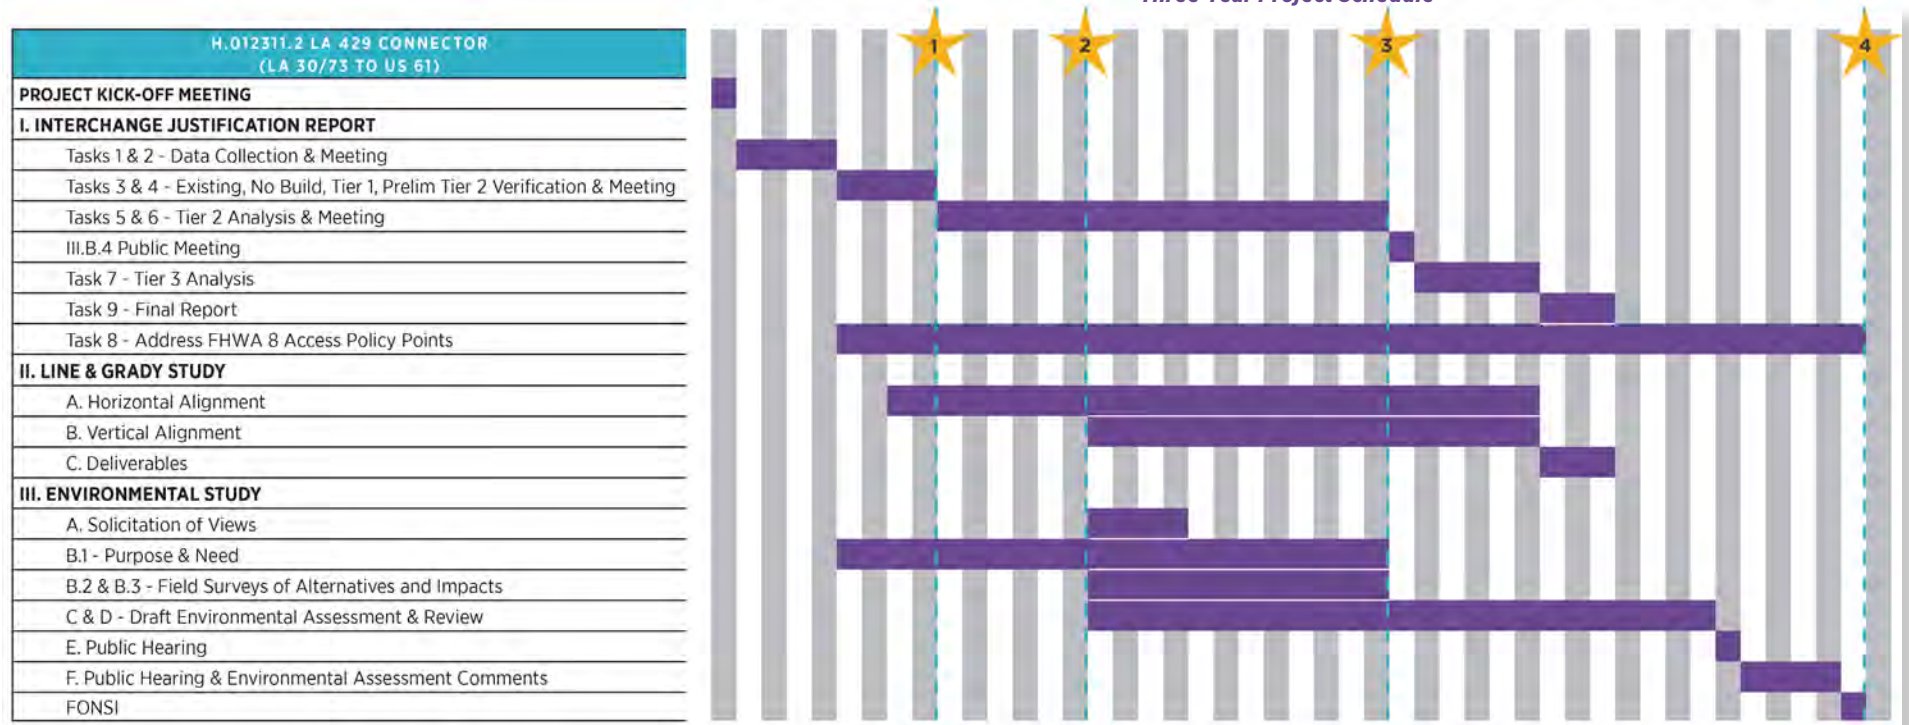 Three Year Project Schedule
H.012311.2 LA 429 CONNECTOR
(LA 30/73 TO US 61)
1
2
3
4
PROJECT KICK-OFF MEETING
I. INTERCHANGE JUSTIFICATION REPORT
Tasks 1 & 2 - Data Collection & Meeting
Tasks 3 & 4 - Existing, No Build, Tier 1, Prelim Tier 2 Verification & Meeting
Tasks 5 & 6 - Tier 2 Analysis & Meeting
III.B.4 Public Meeting
Task 7 - Tier 3 Analysis
Task 9 - Final Report
Task 8 - Address FHWA 8 Access Policy Points
II. LINE & GRADY STUDY
A. Horizontal Alignment
B. Vertical Alignment
C. Deliverables
III. ENVIRONMENTAL STUDY
A. Solicitation of Views
B.1 - Purpose & Need
B.2 & B.3 - Field Surveys of Alternatives and Impacts
C & D - Draft Environmental Assessment & Review
E. Public Hearing
F. Public Hearing & Environmental Assessment Comments
FONSI